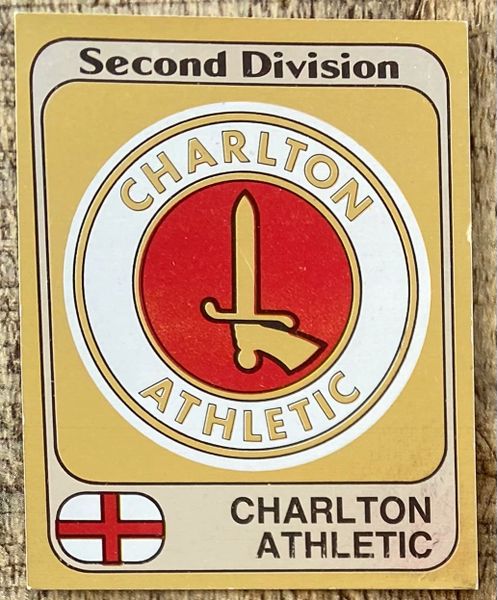 Second Division
CHARLTON
ATHLETIC
CHARLTON
ATHLETIC